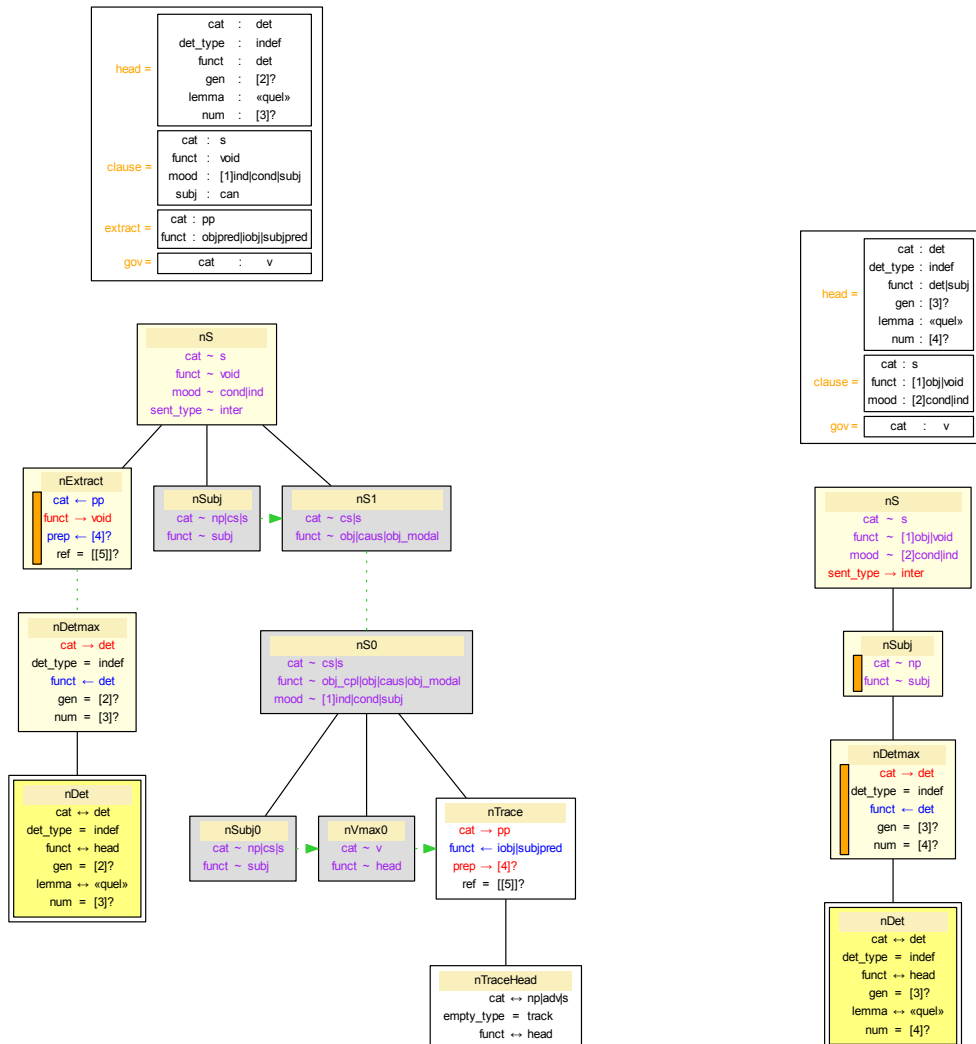 head =
cat : det
det_type : indef
funct : det
gen : [2]?
lemma : «quel»
num : [3]?
clause =
cat : s
funct : void
mood : [1]ind|cond|subj
subj : can
extract =
cat : pp
funct : objpred|iobj|subjpred
gov =
cat : v
nS
cat ~ s
funct ~ void
mood ~ cond|ind
sent_type ~ inter
nExtract
cat ← pp
funct → void
prep ← [4]?
ref = [[5]]?
nSubj
cat ~ np|cs|s
funct ~ subj
nS1
cat ~ cs|s
funct ~ obj|caus|obj_modal
nDetmax
cat → det
det_type = indef
funct ← det
gen = [2]?
num = [3]?
nS0
cat ~ cs|s
funct ~ obj_cpl|obj|caus|obj_modal
mood ~ [1]ind|cond|subj
nDet
cat ↔ det
det_type = indef
funct ↔ head
gen = [2]?
lemma ↔ «quel»
num = [3]?
nSubj0
cat ~ np|cs|s
funct ~ subj
nVmax0
cat ~ v
funct ~ head
nTrace
cat → pp
funct ← iobj|subjpred
prep → [4]?
ref = [[5]]?
nTraceHead
cat ↔ np|adv|s
empty_type = track
funct ↔ head
head =
cat : det
det_type : indef
funct : det|subj
gen : [3]?
lemma : «quel»
num : [4]?
clause =
cat : s
funct : [1]obj|void
mood : [2]cond|ind
gov =
cat : v
nS
cat ~ s
funct ~ [1]obj|void
mood ~ [2]cond|ind
sent_type → inter
nSubj
cat ~ np
funct ~ subj
nDetmax
cat → det
det_type = indef
funct ← det
gen = [3]?
num = [4]?
nDet
cat ↔ det
det_type = indef
funct ↔ head
gen = [3]?
lemma ↔ «quel»
num = [4]?